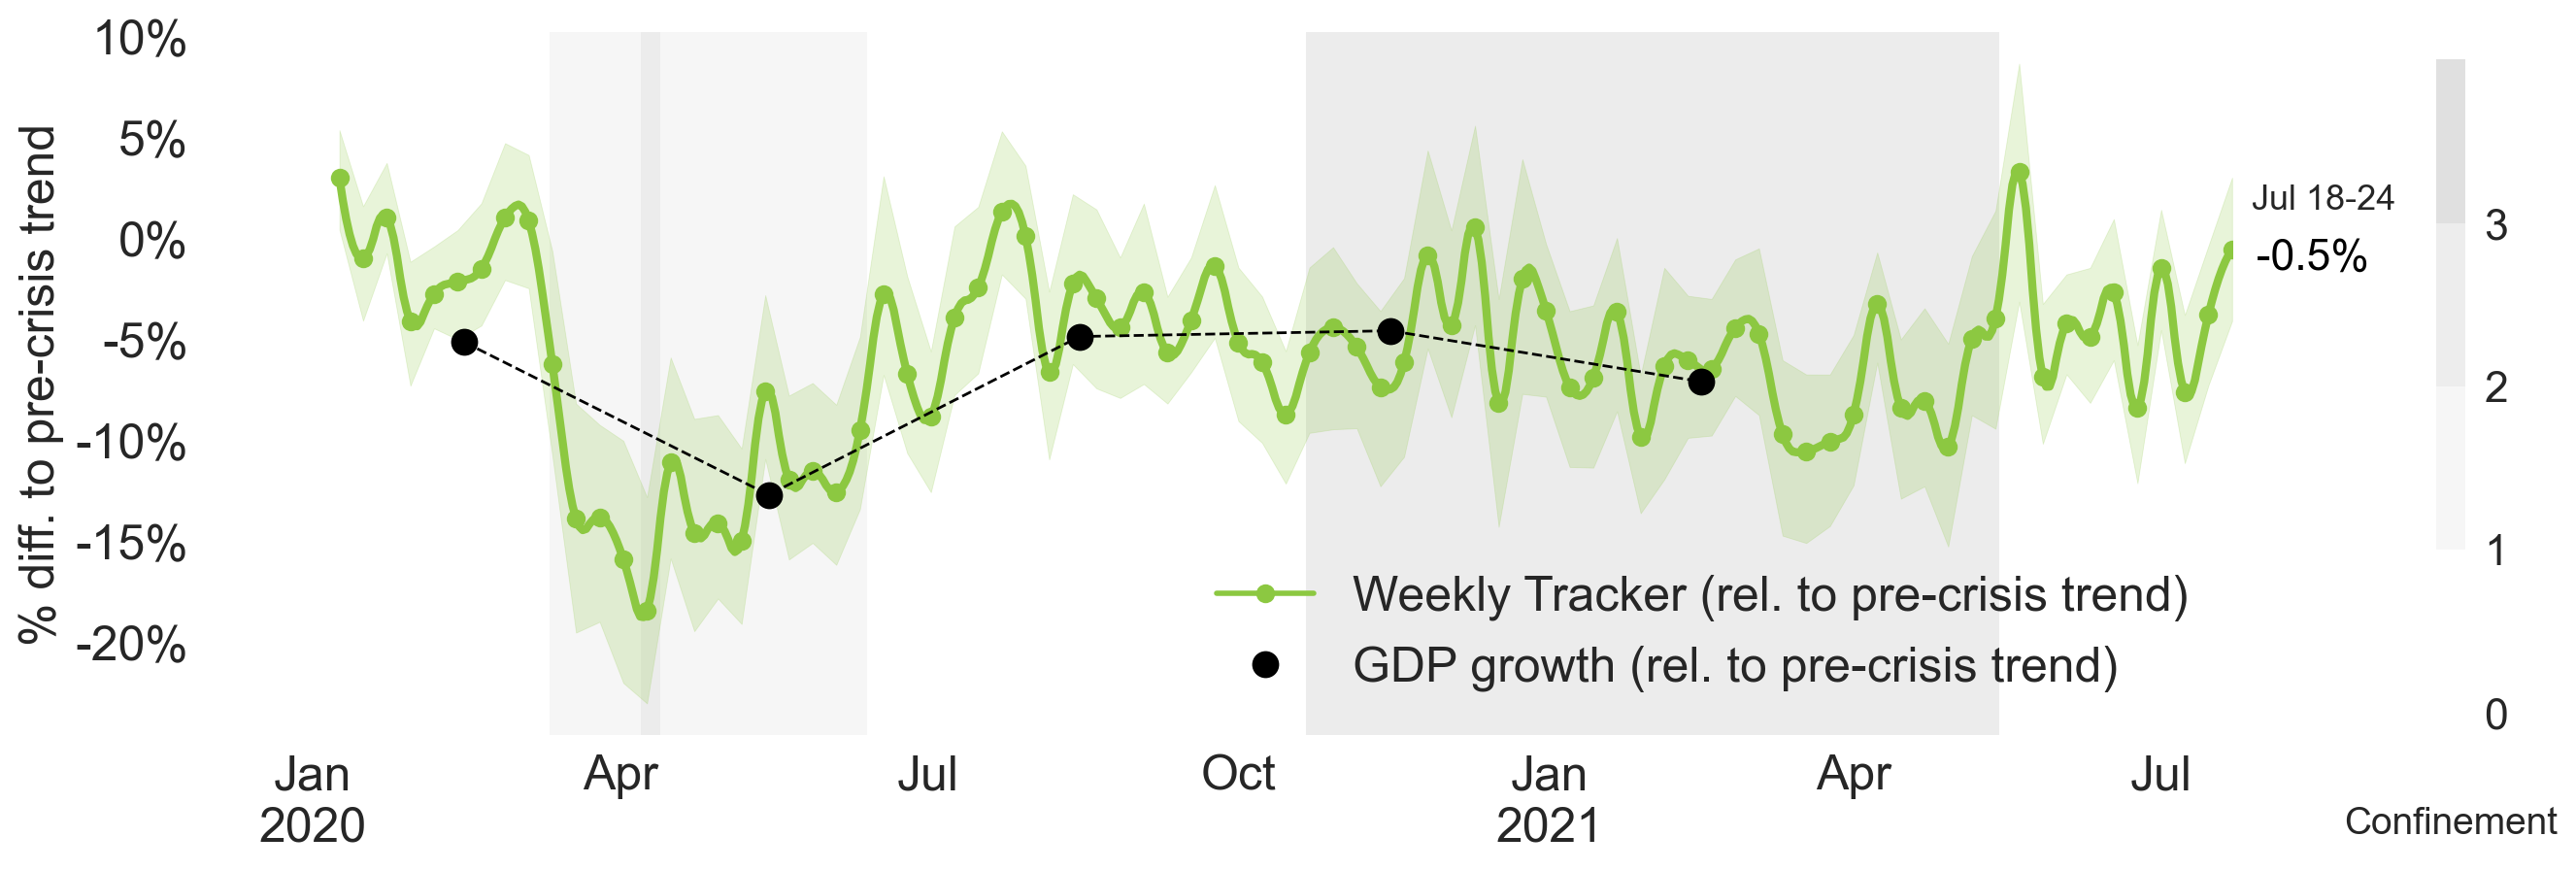 % diff. to pre-crisis trend
10%
5%
0%
-5%
-10%
-15%
-20%
Jan
2020
Apr
Jul
Oct
Jan
2021
Apr
Jul
Weekly Tracker (rel. to pre-crisis trend)
GDP growth (rel. to pre-crisis trend)
Jul 18-24
-0.5%
3
2
1
0
Confinement